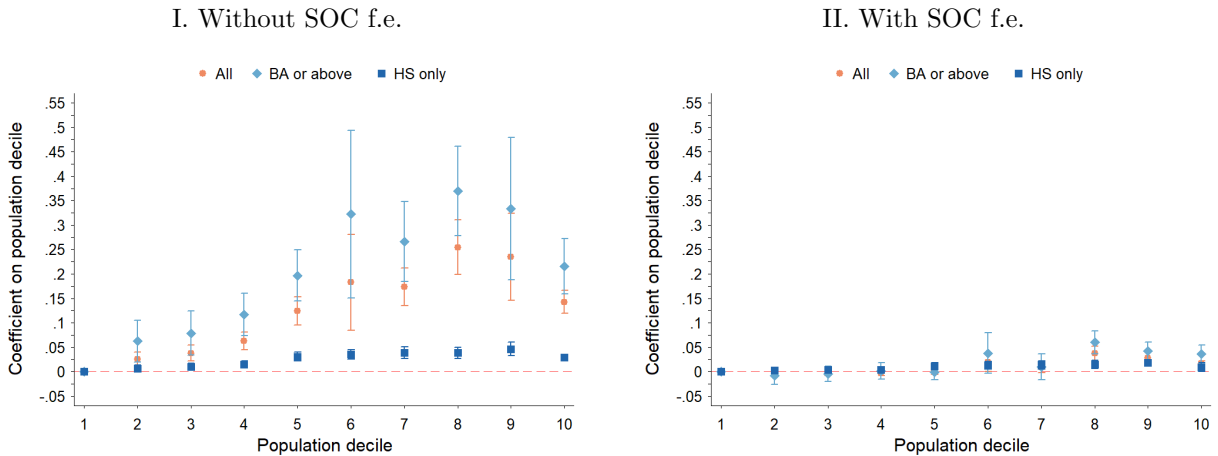 I. Without SOC f.e.
All BA or above HS only
Coefficient on population decile
.55
.5
.45
.4
.35
.3
.25
.2
.15
.1
.05
0
-.05
1 2 3 4 5 6 7 8 9 10
Population decile
II. With SOC f.e.
All BA or above HS only
Coefficient on population decile
.55
.5
.45
.4
.35
.3
.25
.2
.15
.1
.05
0
-.05
1 2 3 4 5 6 7 8 9 10
Population decile